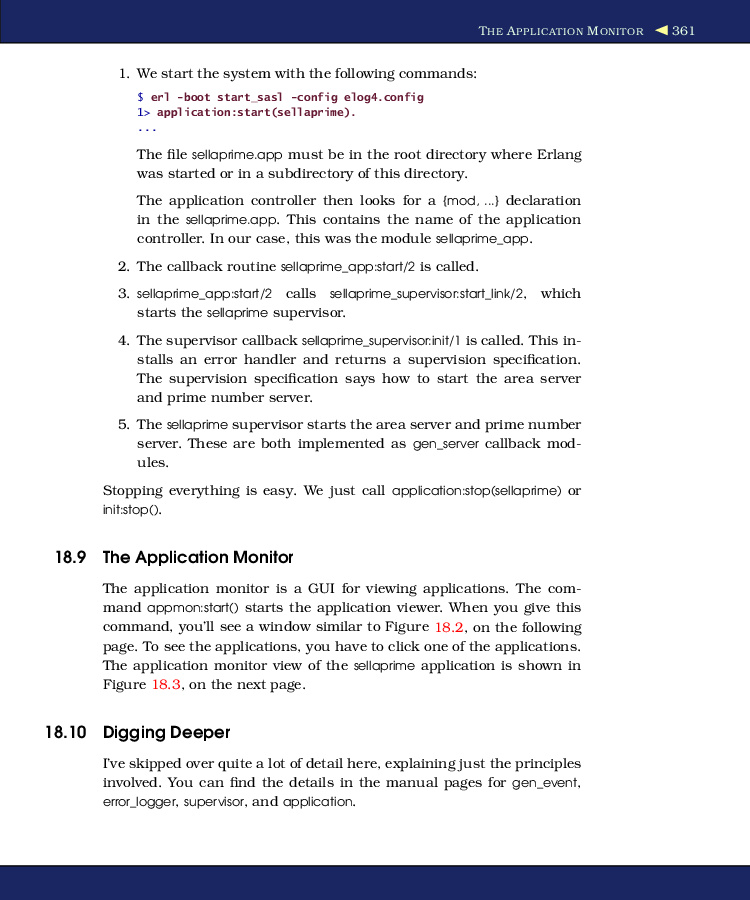 THE APPLICATION MONITOR ◀ 361
1. We start the system with the following commands:
$ erl -boot start_sasl -config elog4.config
1> application:start(sellaprime).
...
The file sellaprime.app must be in the root directory where Erlang
was started or in a subdirectory of this directory.
The application controller then looks for a {mod, ...} declaration
in the sellaprime.app. This contains the name of the application
controller. In our case, this was the module sellaprime_app.
2. The callback routine sellaprime_app:start/2 is called.
3. sellaprime_app:start/2 calls sellaprime_supervisor:start_link/2, which
starts the sellaprime supervisor.
4. The supervisor callback sellaprime_supervisor:init/1 is called. This in-
stalls an error handler and returns a supervision specification.
The supervision specification says how to start the area server
and prime number server.
5. The sellaprime supervisor starts the area server and prime number
server. These are both implemented as gen_server callback mod-
ules.
Stopping everything is easy. We just call application:stop(sellaprime) or
init:stop().
18.9 The Application Monitor
The application monitor is a GUI for viewing applications. The com-
mand appmon:start() starts the application viewer. When you give this
command, you'll see a window similar to Figure 18.2, on the following
page. To see the applications, you have to click one of the applications.
The application monitor view of the sellaprime application is shown in
Figure 18.3, on the next page.
18.10 Digging Deeper
I've skipped over quite a lot of detail here, explaining just the principles
involved. You can find the details in the manual pages for gen_event,
error_logger, supervisor, and application.